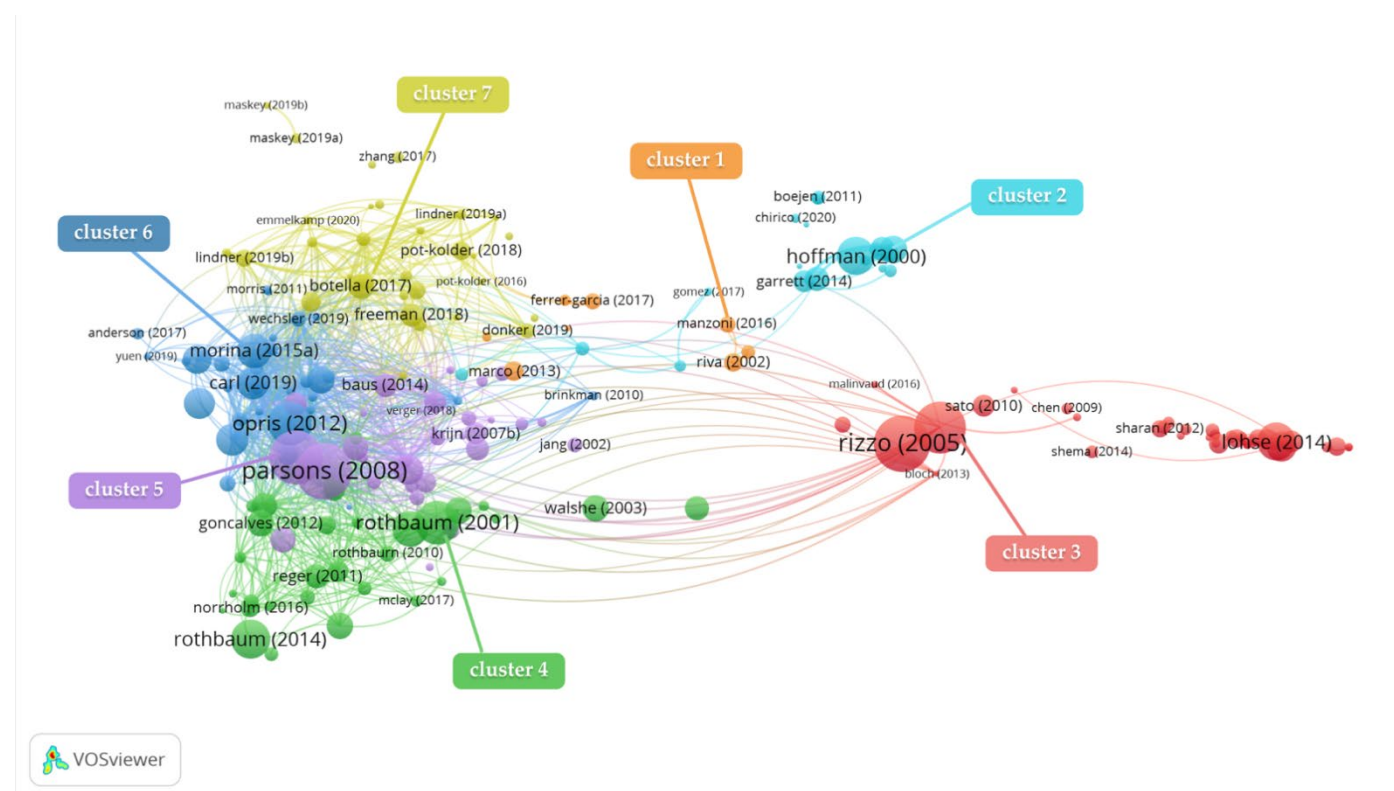 cluster 7
maskey (2019b)
maskey (2019a)
zhang (2017)
cluster 1
cluster 2
boejen (2011)
chirico (2020)
cluster 6
emmelkamp (2020)
lindner (2019a)
lindner (2019b)
pot-kolder (2018)
hoffman (2000)
garrett (2014)
morris (2011)
botella (2017)
pot-kolder (2016)
gomez (2017)
ferrer-garcia (2017)
wechsler (2019)
freeman (2018)
donker (2019)
manzoni (2016)
anderson (2017)
yuen (2019)
morina (2015a)
riva (2002)
carl (2019)
baus (2014)
marco (2013)
malinvaud (2016)
brinkman (2010)
verger (2018)
sato (2010)
chen (2009)
opris (2012)
krijn (2007b)
jang (2002)
rizzo (2005)
sharan (2012)
lohse (2014)
shema (2014)
parsons (2008)
bloch (2013)
cluster 5
goncalves (2012)
rothbaum (2001)
walshe (2003)
rothbaurn (2010)
cluster 3
reger (2011)
norrholm (2016)
mclay (2017)
rothbaum (2014)
cluster 4
VOSviewer